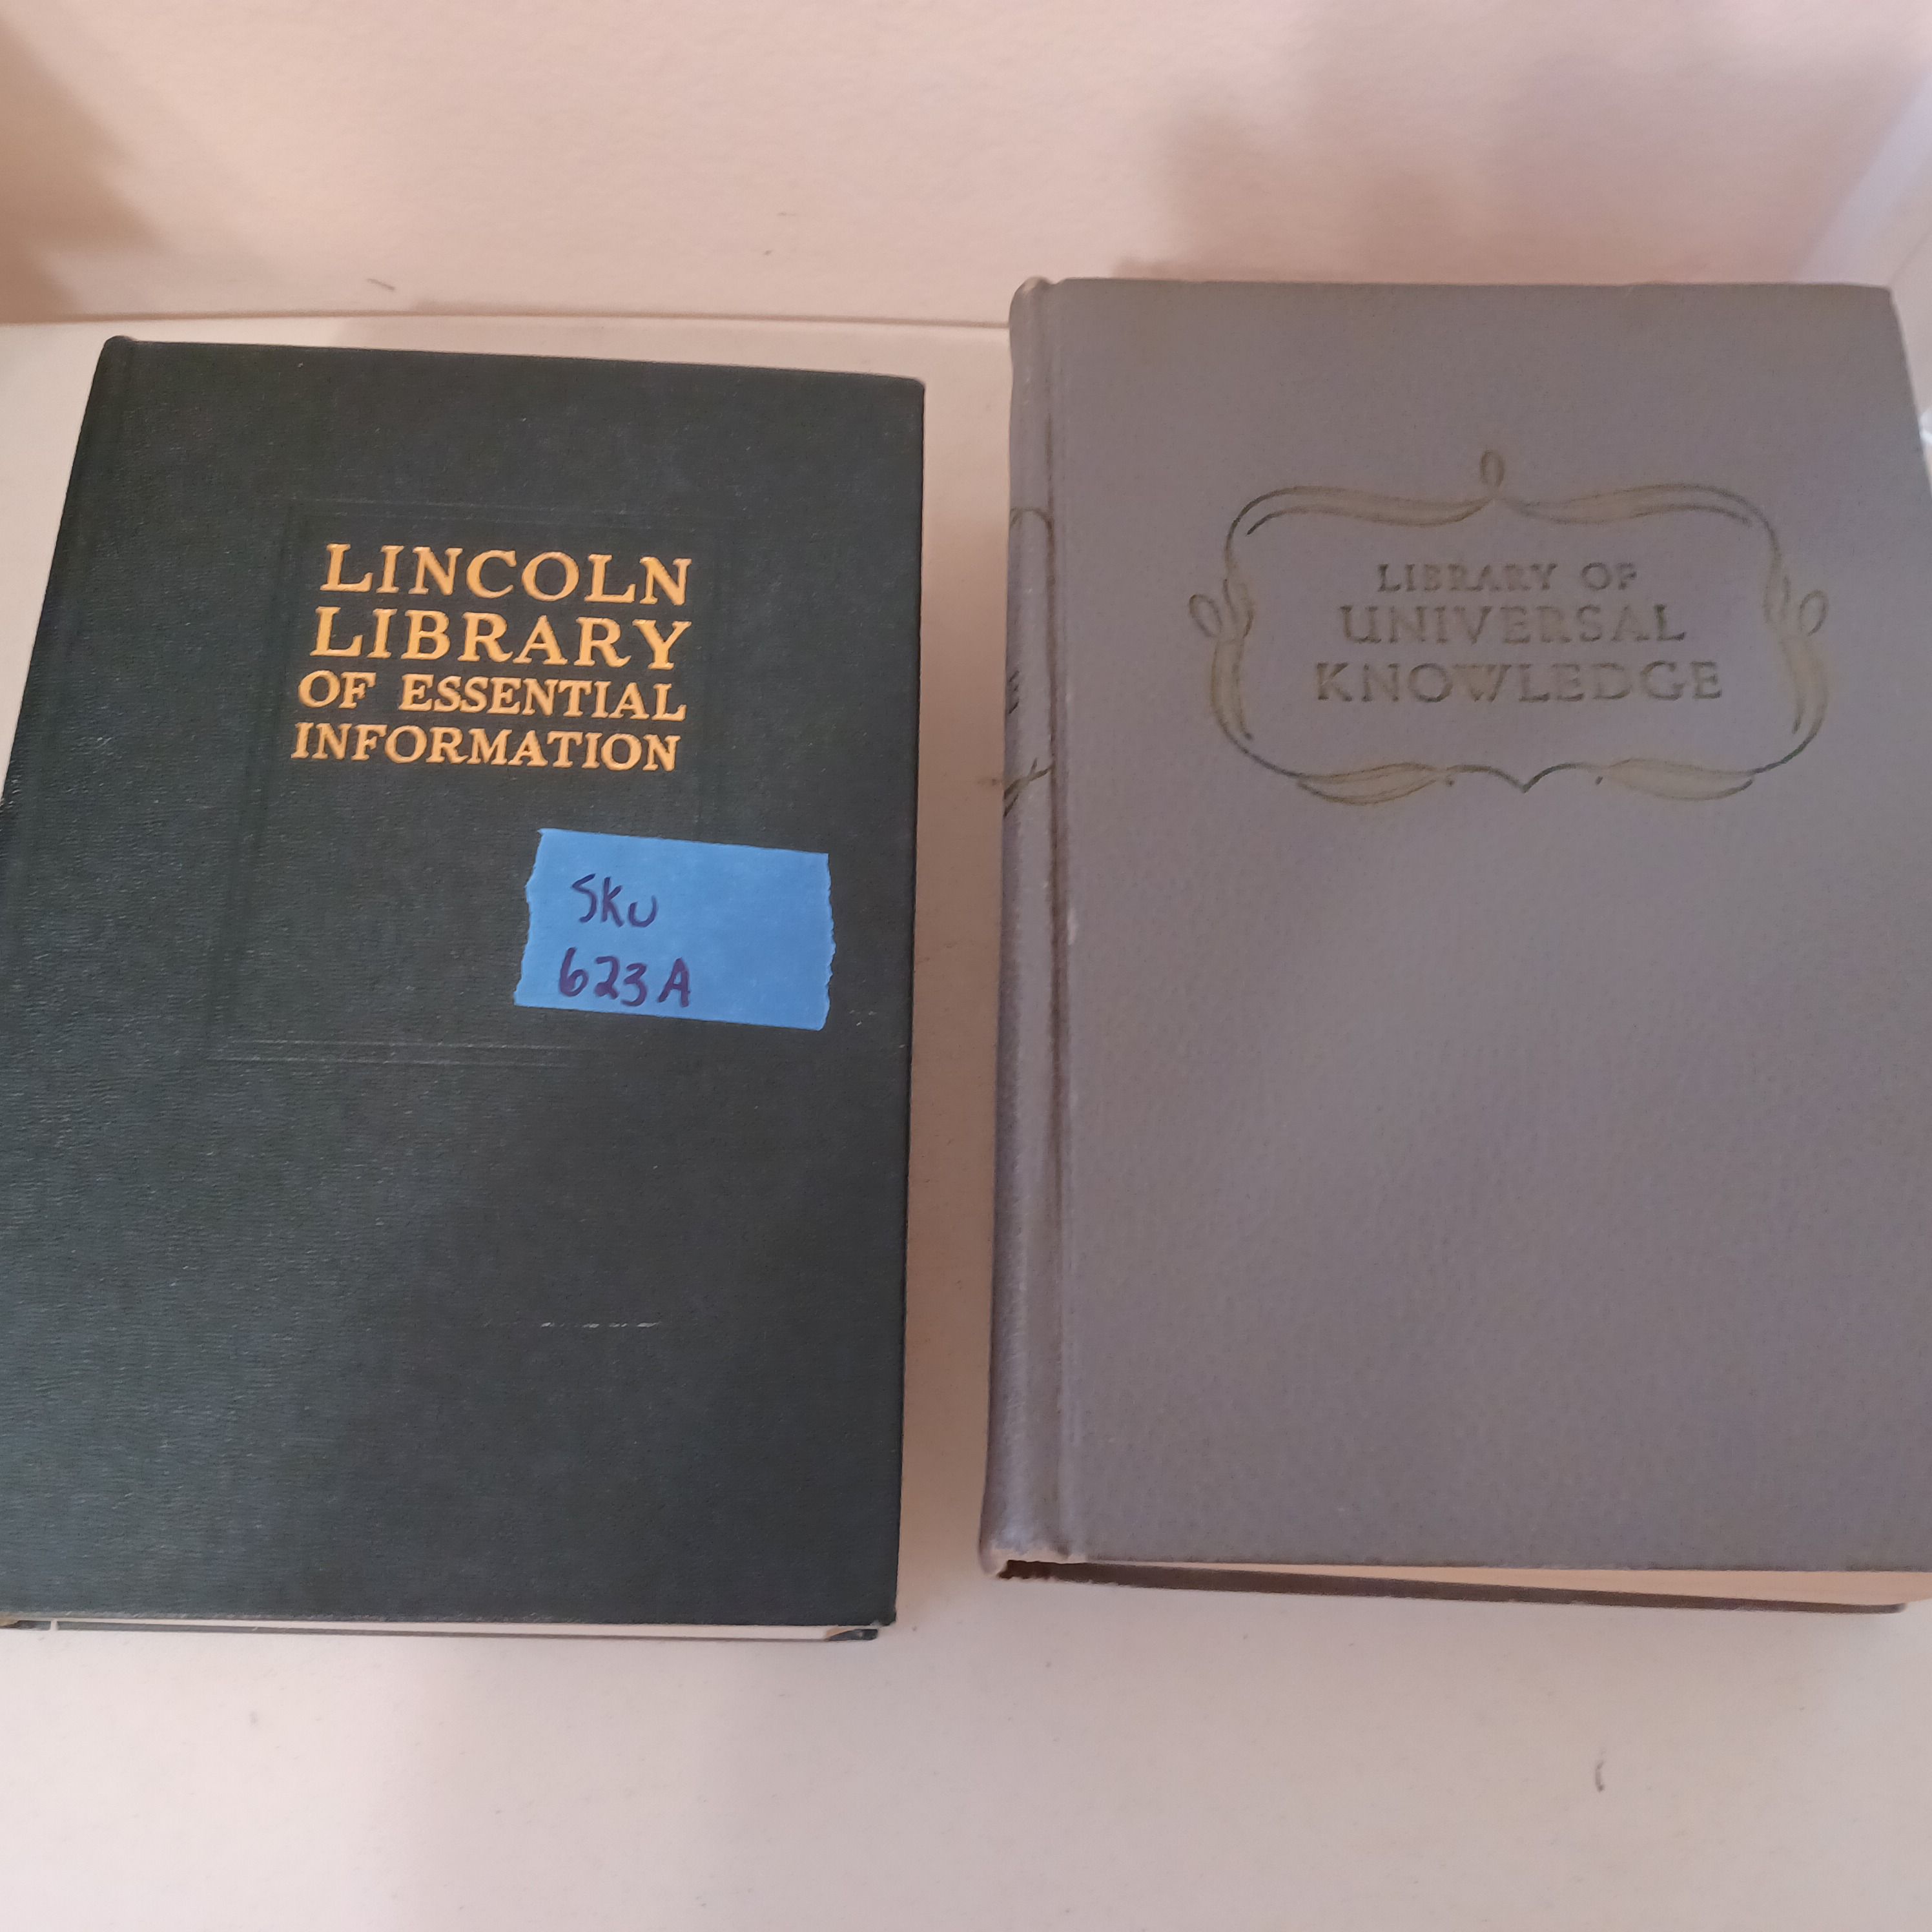 LINCOLN
LIBRARY
OF ESSENTIAL
INFORMATION
SKU
623A
LIBRARY OF
UNIVERSAL
KNOWLEDGE